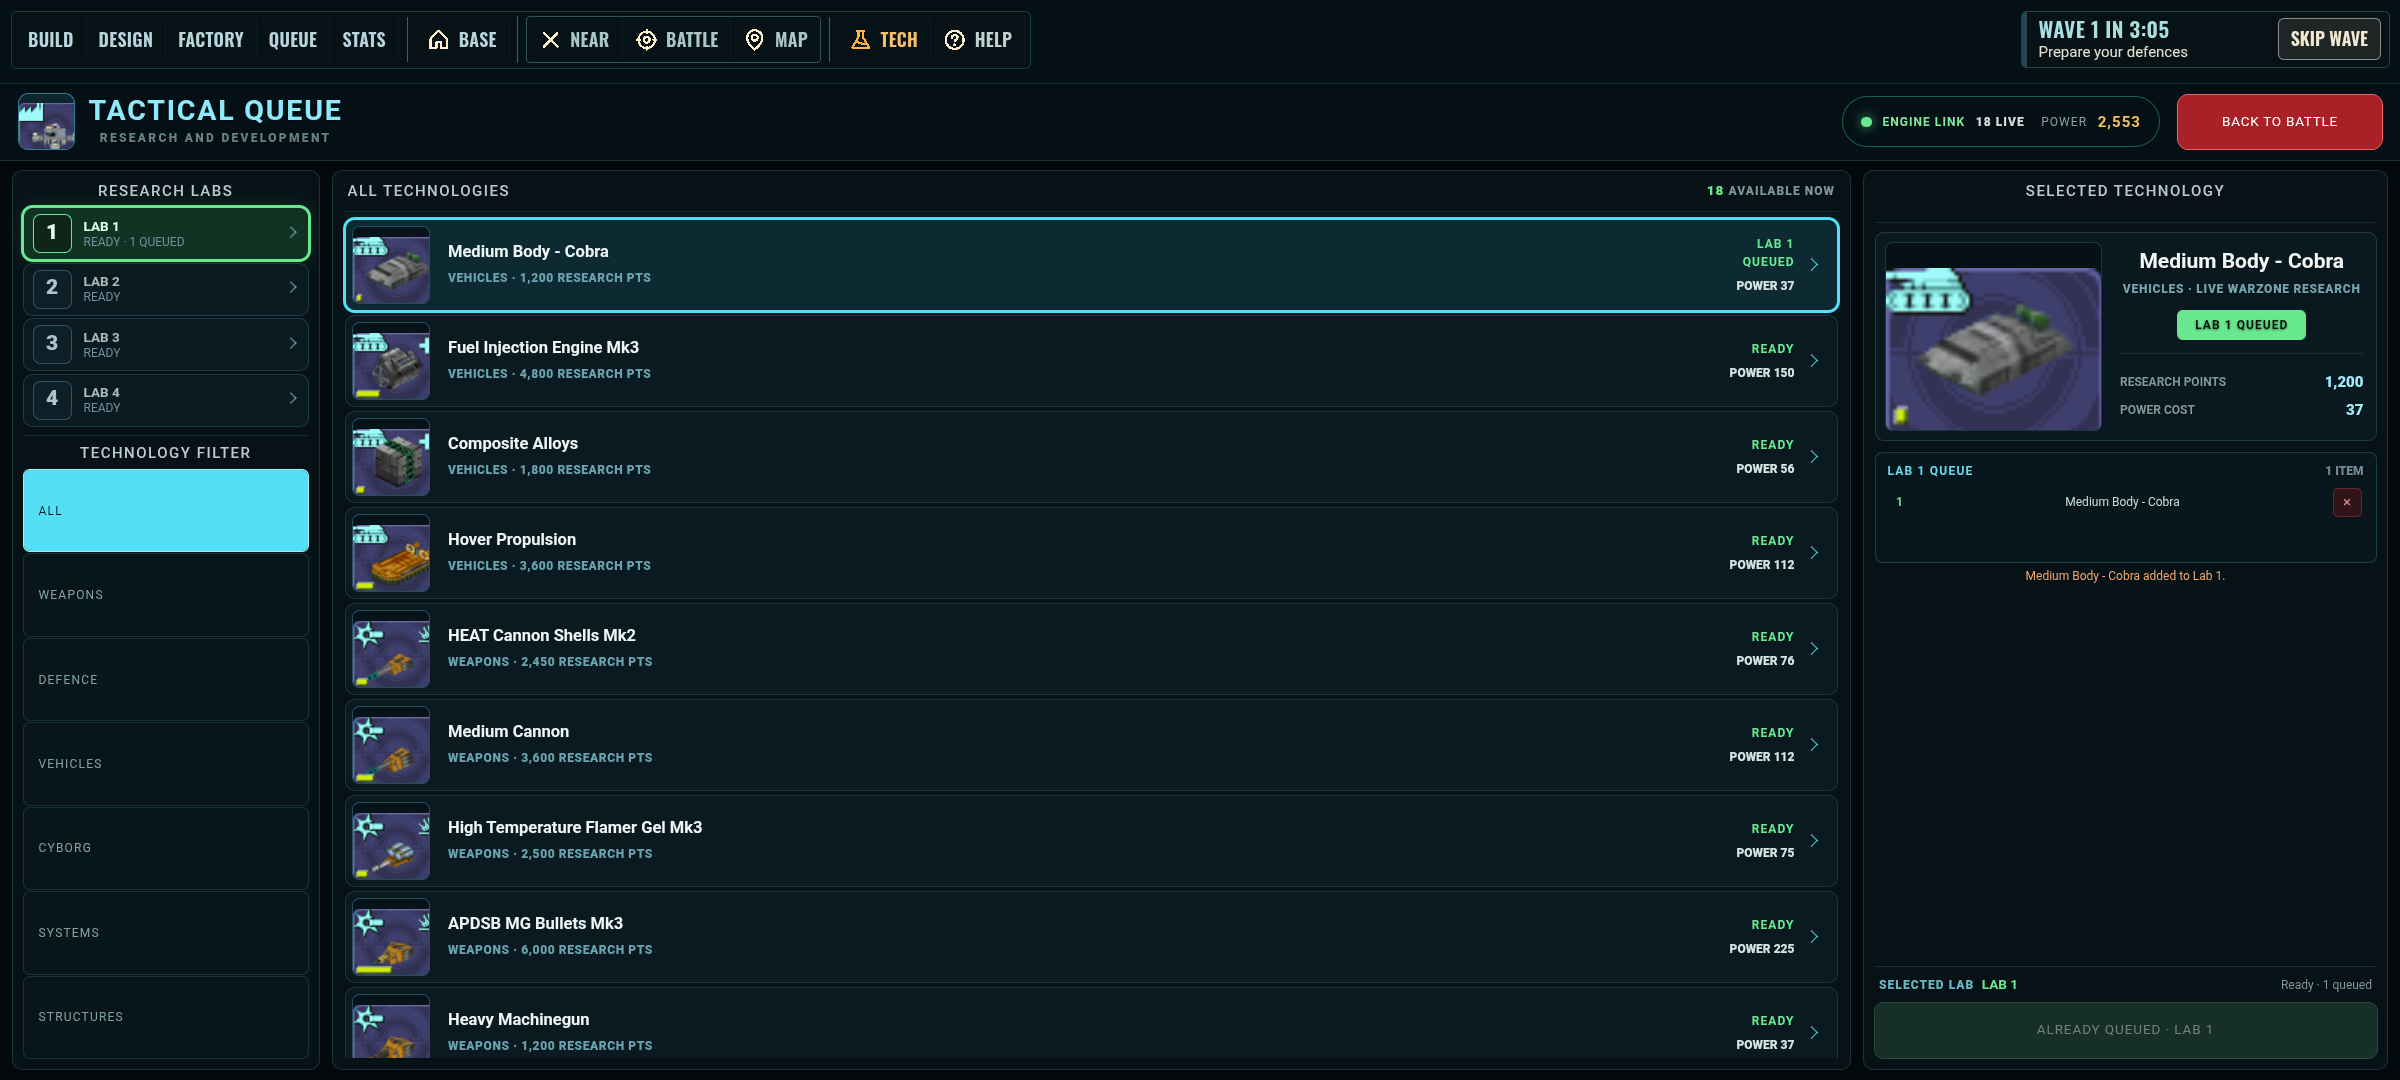 BUILD DESIGN FACTORY QUEUE STATS BASE NEAR BATTLE MAP TECH HELP
WAVE 1 IN 3:05
Prepare your defences
SKIP WAVE
TACTICAL QUEUE
RESEARCH AND DEVELOPMENT
ENGINE LINK 18 LIVE POWER 2,553
BACK TO BATTLE
RESEARCH LABS
1
LAB 1
READY · 1 QUEUED
2
LAB 2
READY
3
LAB 3
READY
4
LAB 4
READY
TECHNOLOGY FILTER
ALL
WEAPONS
DEFENCE
VEHICLES
CYBORG
SYSTEMS
STRUCTURES
ALL TECHNOLOGIES
18 AVAILABLE NOW
Medium Body - Cobra
VEHICLES · 1,200 RESEARCH PTS
LAB 1
QUEUED
POWER 37
Fuel Injection Engine Mk3
VEHICLES · 4,800 RESEARCH PTS
READY
POWER 150
Composite Alloys
VEHICLES · 1,800 RESEARCH PTS
READY
POWER 56
Hover Propulsion
VEHICLES · 3,600 RESEARCH PTS
READY
POWER 112
HEAT Cannon Shells Mk2
WEAPONS · 2,450 RESEARCH PTS
READY
POWER 76
Medium Cannon
WEAPONS · 3,600 RESEARCH PTS
READY
POWER 112
High Temperature Flamer Gel Mk3
WEAPONS · 2,500 RESEARCH PTS
READY
POWER 75
APDSB MG Bullets Mk3
WEAPONS · 6,000 RESEARCH PTS
READY
POWER 225
Heavy Machinegun
WEAPONS · 1,200 RESEARCH PTS
READY
POWER 37
SELECTED TECHNOLOGY
Medium Body - Cobra
VEHICLES · LIVE WARZONE RESEARCH
LAB 1 QUEUED
RESEARCH POINTS 1,200
POWER COST 37
LAB 1 QUEUE 1 ITEM
1 Medium Body - Cobra ×
Medium Body - Cobra added to Lab 1.
SELECTED LAB LAB 1 Ready · 1 queued
ALREADY QUEUED · LAB 1